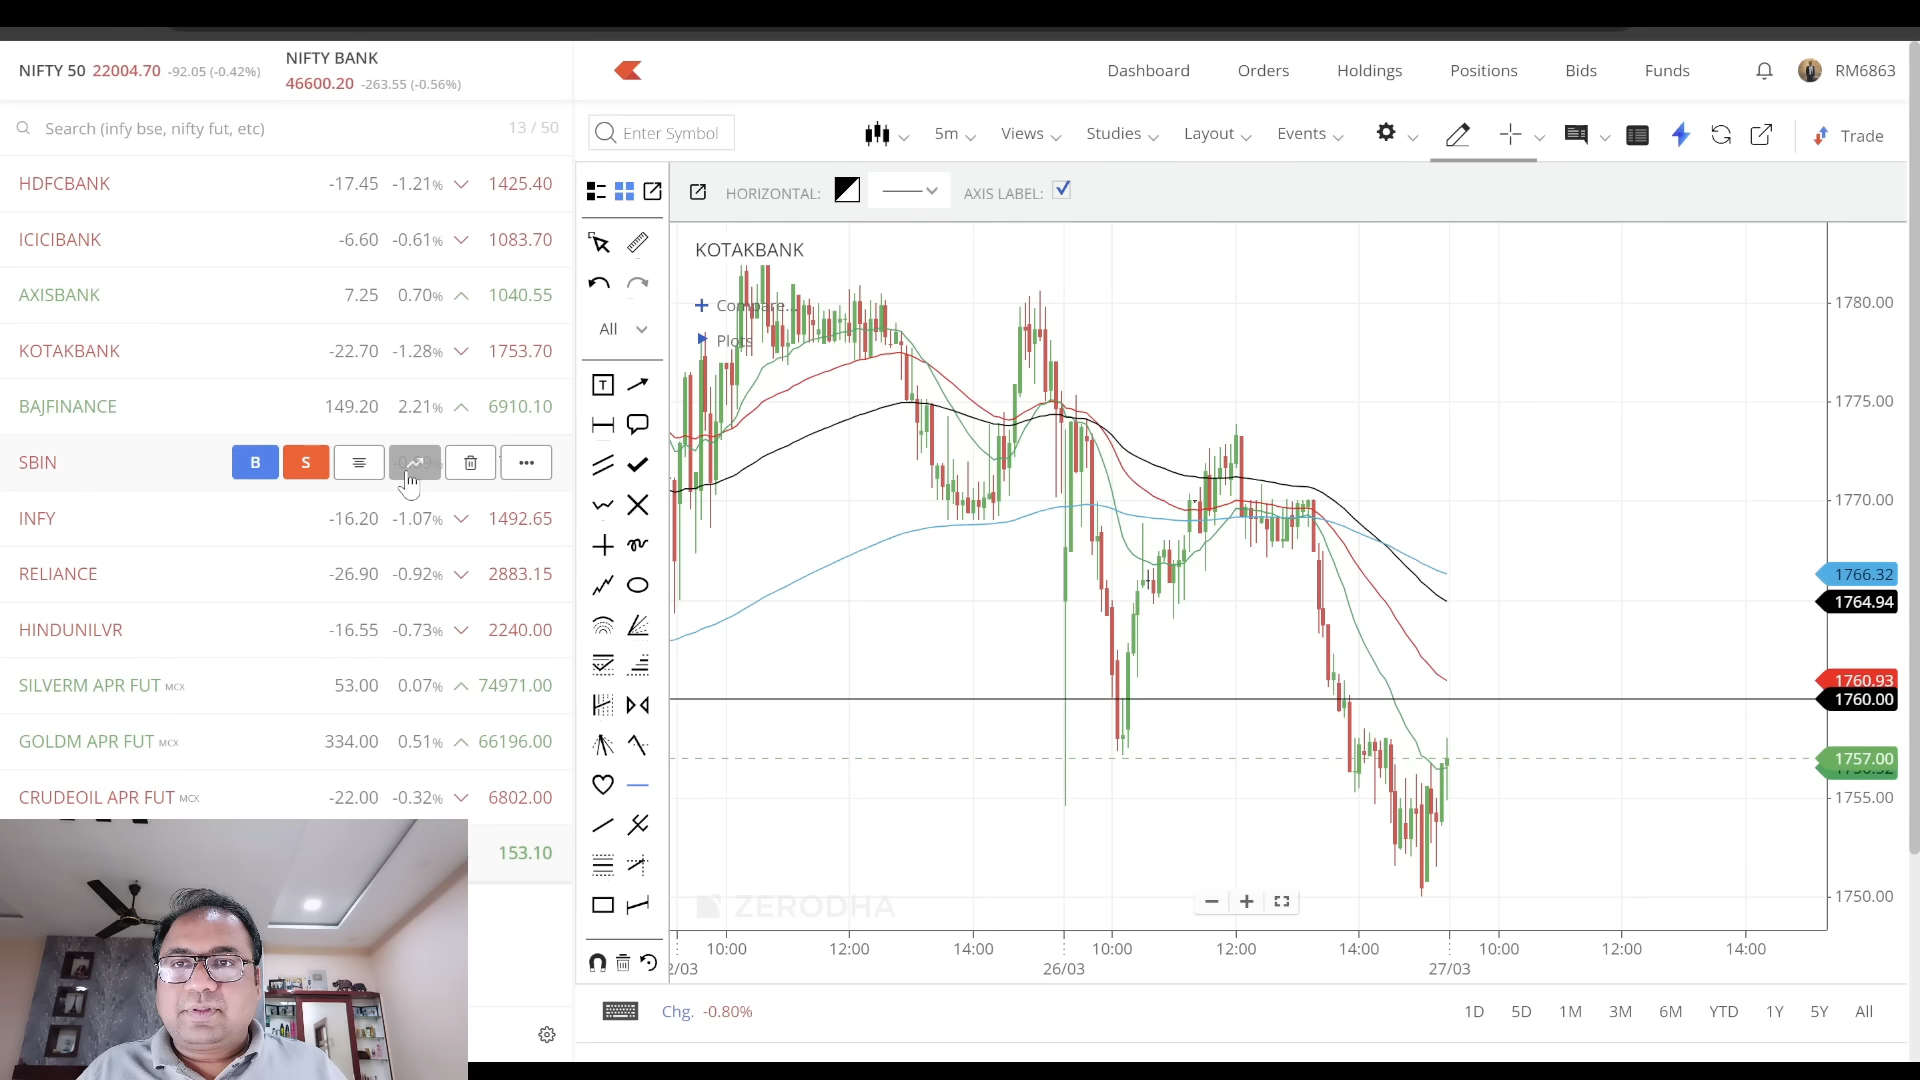 NIFTY 50 22004.70 -92.05 (-0.42%)
NIFTY BANK
46600.20 -263.55 (-0.56%)
Dashboard Orders Holdings Positions Bids Funds RM6863
Search (infy bse, nifty fut, etc) 13 / 50
Enter Symbol 5m Views Studies Layout Events Trade
HDFCBANK -17.45 -1.21% 1425.40
HORIZONTAL: AXIS LABEL:
ICICIBANK -6.60 -0.61% 1083.70
AXISBANK 7.25 0.70% 1040.55
KOTAKBANK -22.70 -1.28% 1753.70
BAJFINANCE 149.20 2.21% 6910.10
SBIN B S
INFY -16.20 -1.07% 1492.65
RELIANCE -26.90 -0.92% 2883.15
HINDUNILVR -16.55 -0.73% 2240.00
SILVERM APR FUT MCX 53.00 0.07% 74971.00
GOLDM APR FUT MCX 334.00 0.51% 66196.00
CRUDEOIL APR FUT MCX -22.00 -0.32% 6802.00
153.10
All
T
KOTAKBANK
Compare...
Plots
1780.00
1775.00
1770.00
1766.32
1764.94
1760.93
1760.00
1757.00
1755.00
1750.00
ZERODHA
10:00 12:00 14:00 10:00 12:00 14:00 10:00 12:00 14:00
2/03 26/03 27/03
Chg. -0.80% 1D 5D 1M 3M 6M YTD 1Y 5Y All